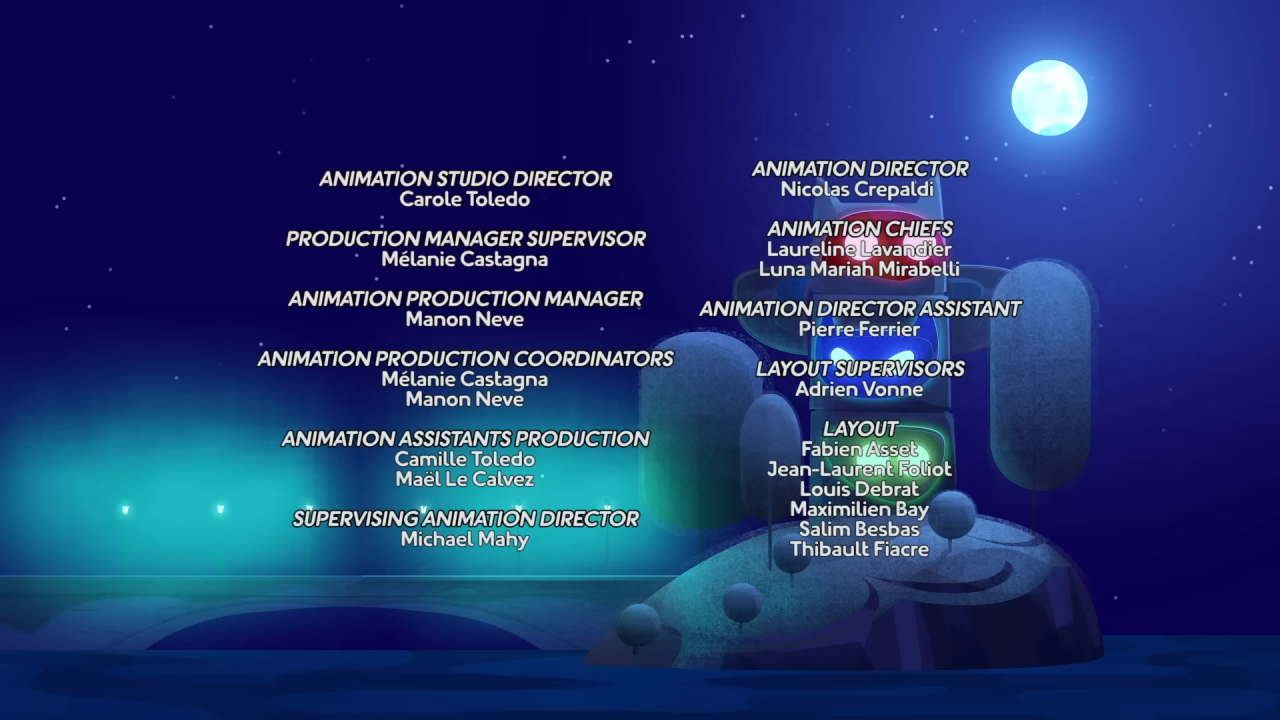 ANIMATION STUDIO DIRECTOR
Carole Toledo
PRODUCTION MANAGER SUPERVISOR
Mélanie Castagna
ANIMATION PRODUCTION MANAGER
Manon Neve
ANIMATION PRODUCTION COORDINATORS
Mélanie Castagna
Manon Neve
ANIMATION ASSISTANTS PRODUCTION
Camille Toledo
Maël Le Calvez
SUPERVISING ANIMATION DIRECTOR
Michael Mahy
ANIMATION DIRECTOR
Nicolas Crepaldi
ANIMATION CHIEFS
Laureline Lavandier
Luna Mariah Mirabelli
ANIMATION DIRECTOR ASSISTANT
Pierre Ferrier
LAYOUT SUPERVISORS
Adrien Vonne
LAYOUT
Fabien Asset
Jean-Laurent Foliot
Louis Debrat
Maximilien Bay
Salim Besbas
Thibault Fiacre